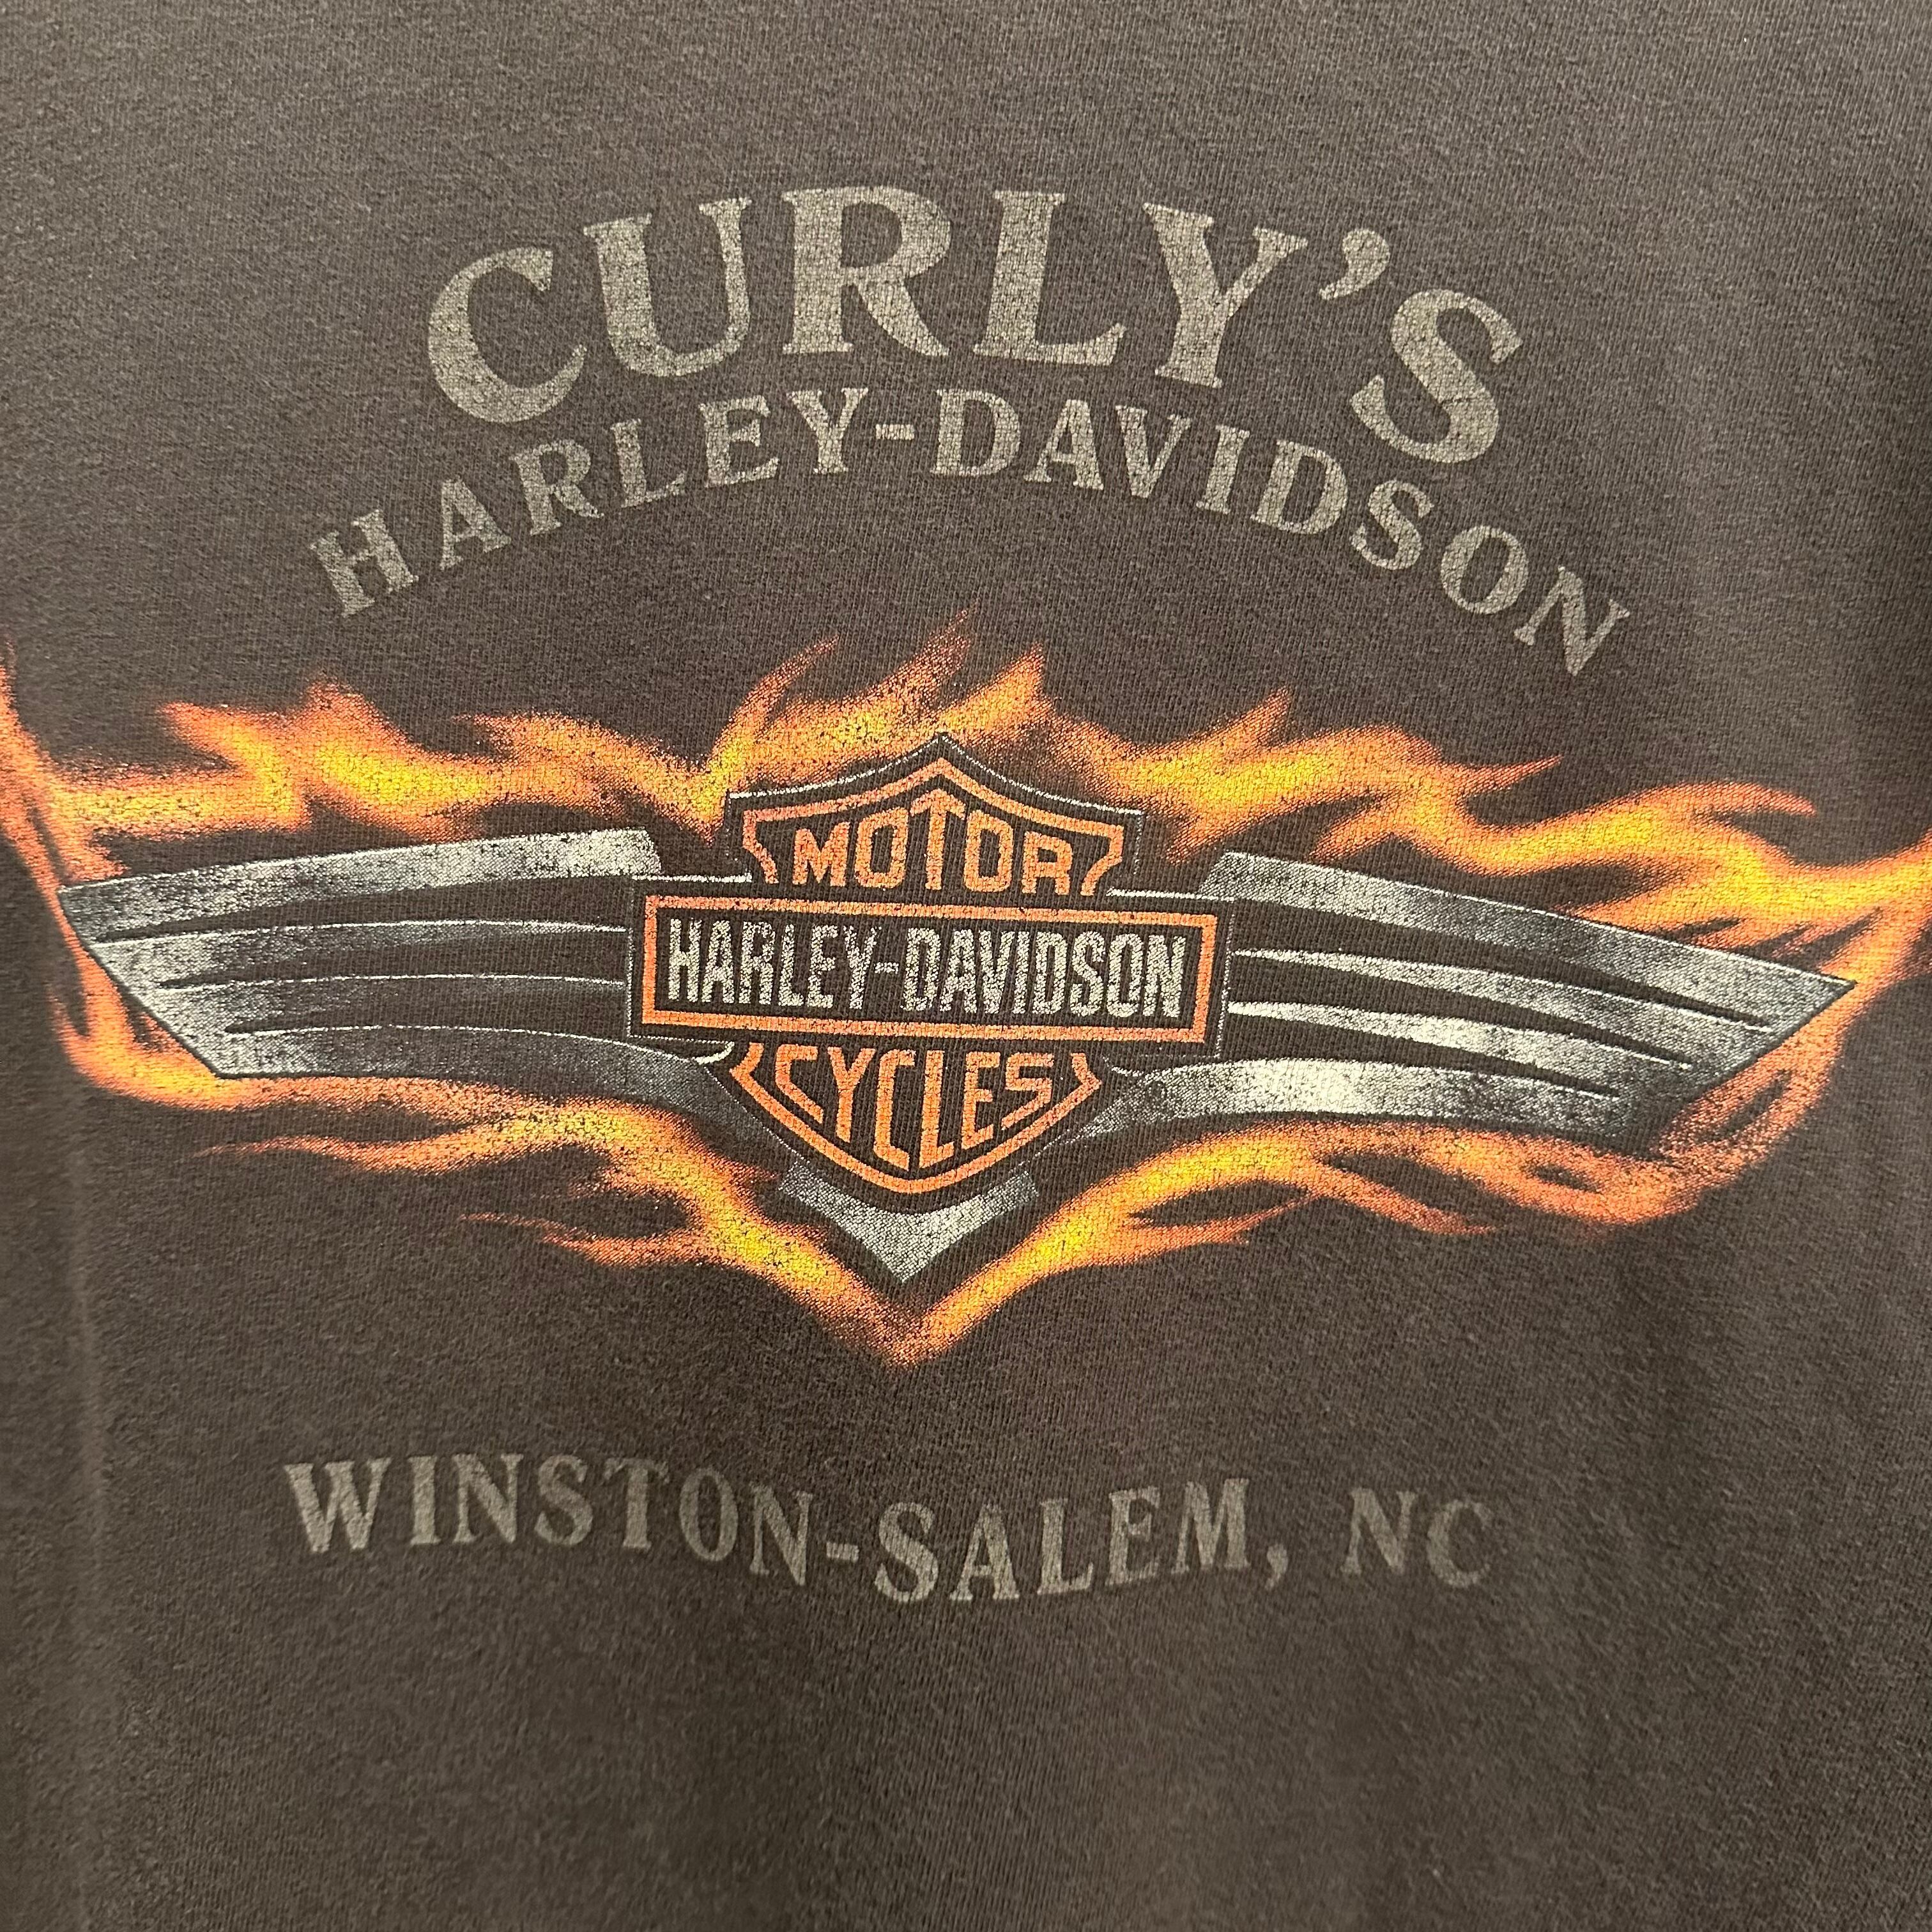 CURLY'S
HARLEY-DAVIDSON
MOTOR
HARLEY-DAVIDSON
CYCLES
WINSTON-SALEM, NC